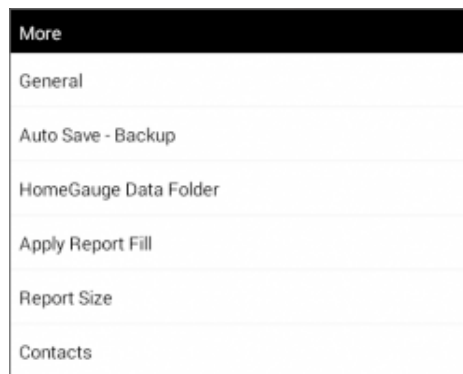 More
General
Auto Save - Backup
HomeGauge Data Folder
Apply Report Fill
Report Size
Contacts